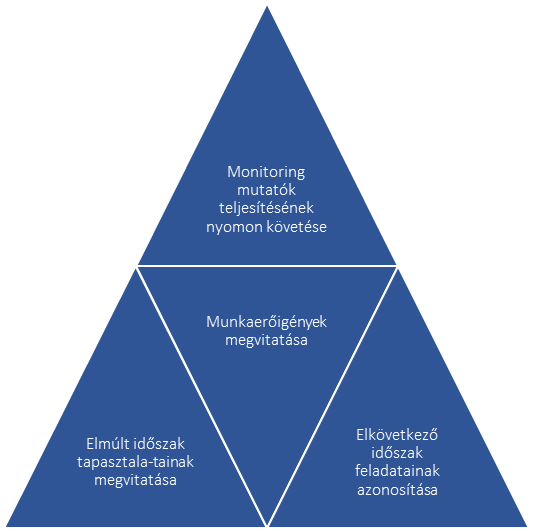 Monitoring
mutatók
teljesítésének
nyomon követése
Munkaerőigények
megvitatása
Elmúlt időszak
tapasztala-tainak
megvitatása
Elkövetkező
időszak
feladatainak
azonosítása